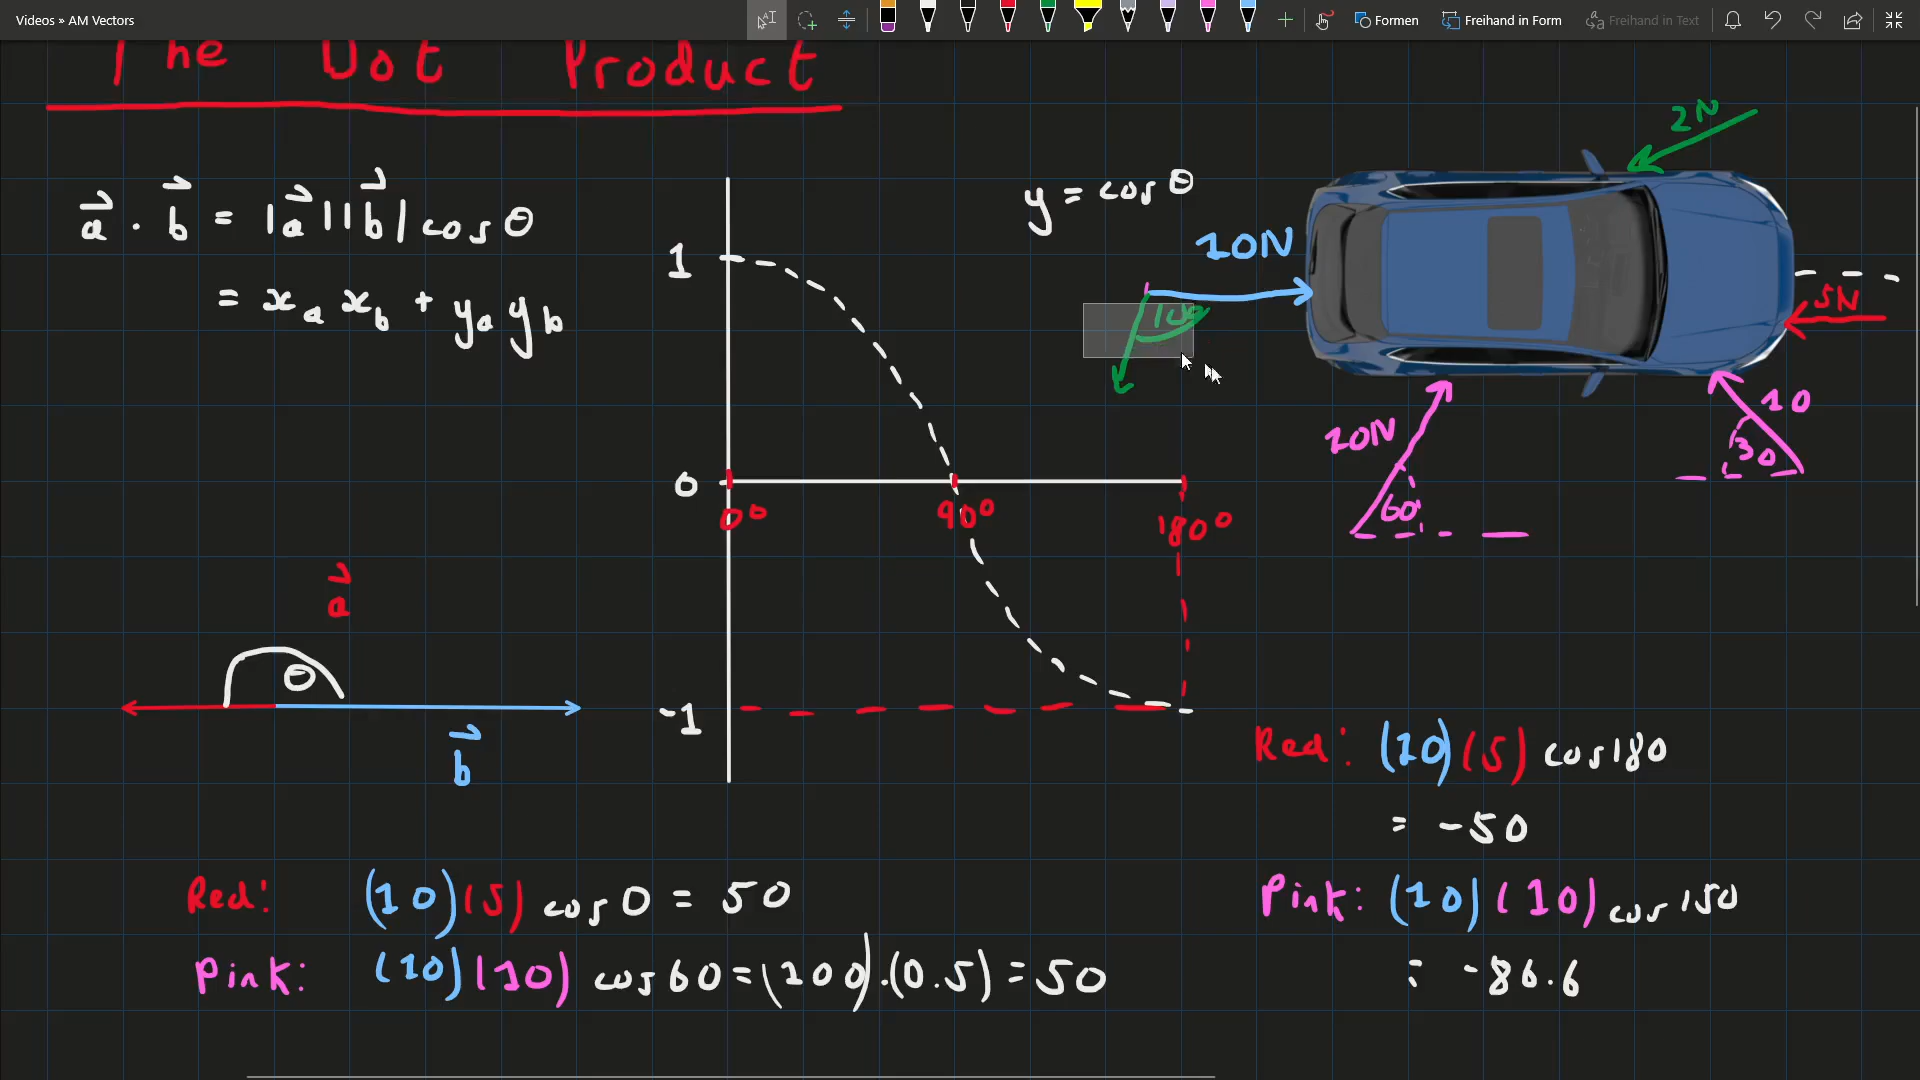 Videos » AM Vectors
Formen
Freihand in Form
Freihand in Text
The Dot Product
a⃗ . b⃗ = |a⃗||b⃗| cos θ
= xₐ x_b + yₐ y_b
y = cos θ
1
0
-1
0°
90°
180°
10N
2N
5N
10N
60
10
30
a⃗
θ
b⃗
Red: (10)(5) cos 0 = 50
Pink: (10)(10) cos 60 = (100).(0.5) = 50
Red: (10)(5) cos 180
= -50
Pink: (10)(10) cos 150
= -86.6